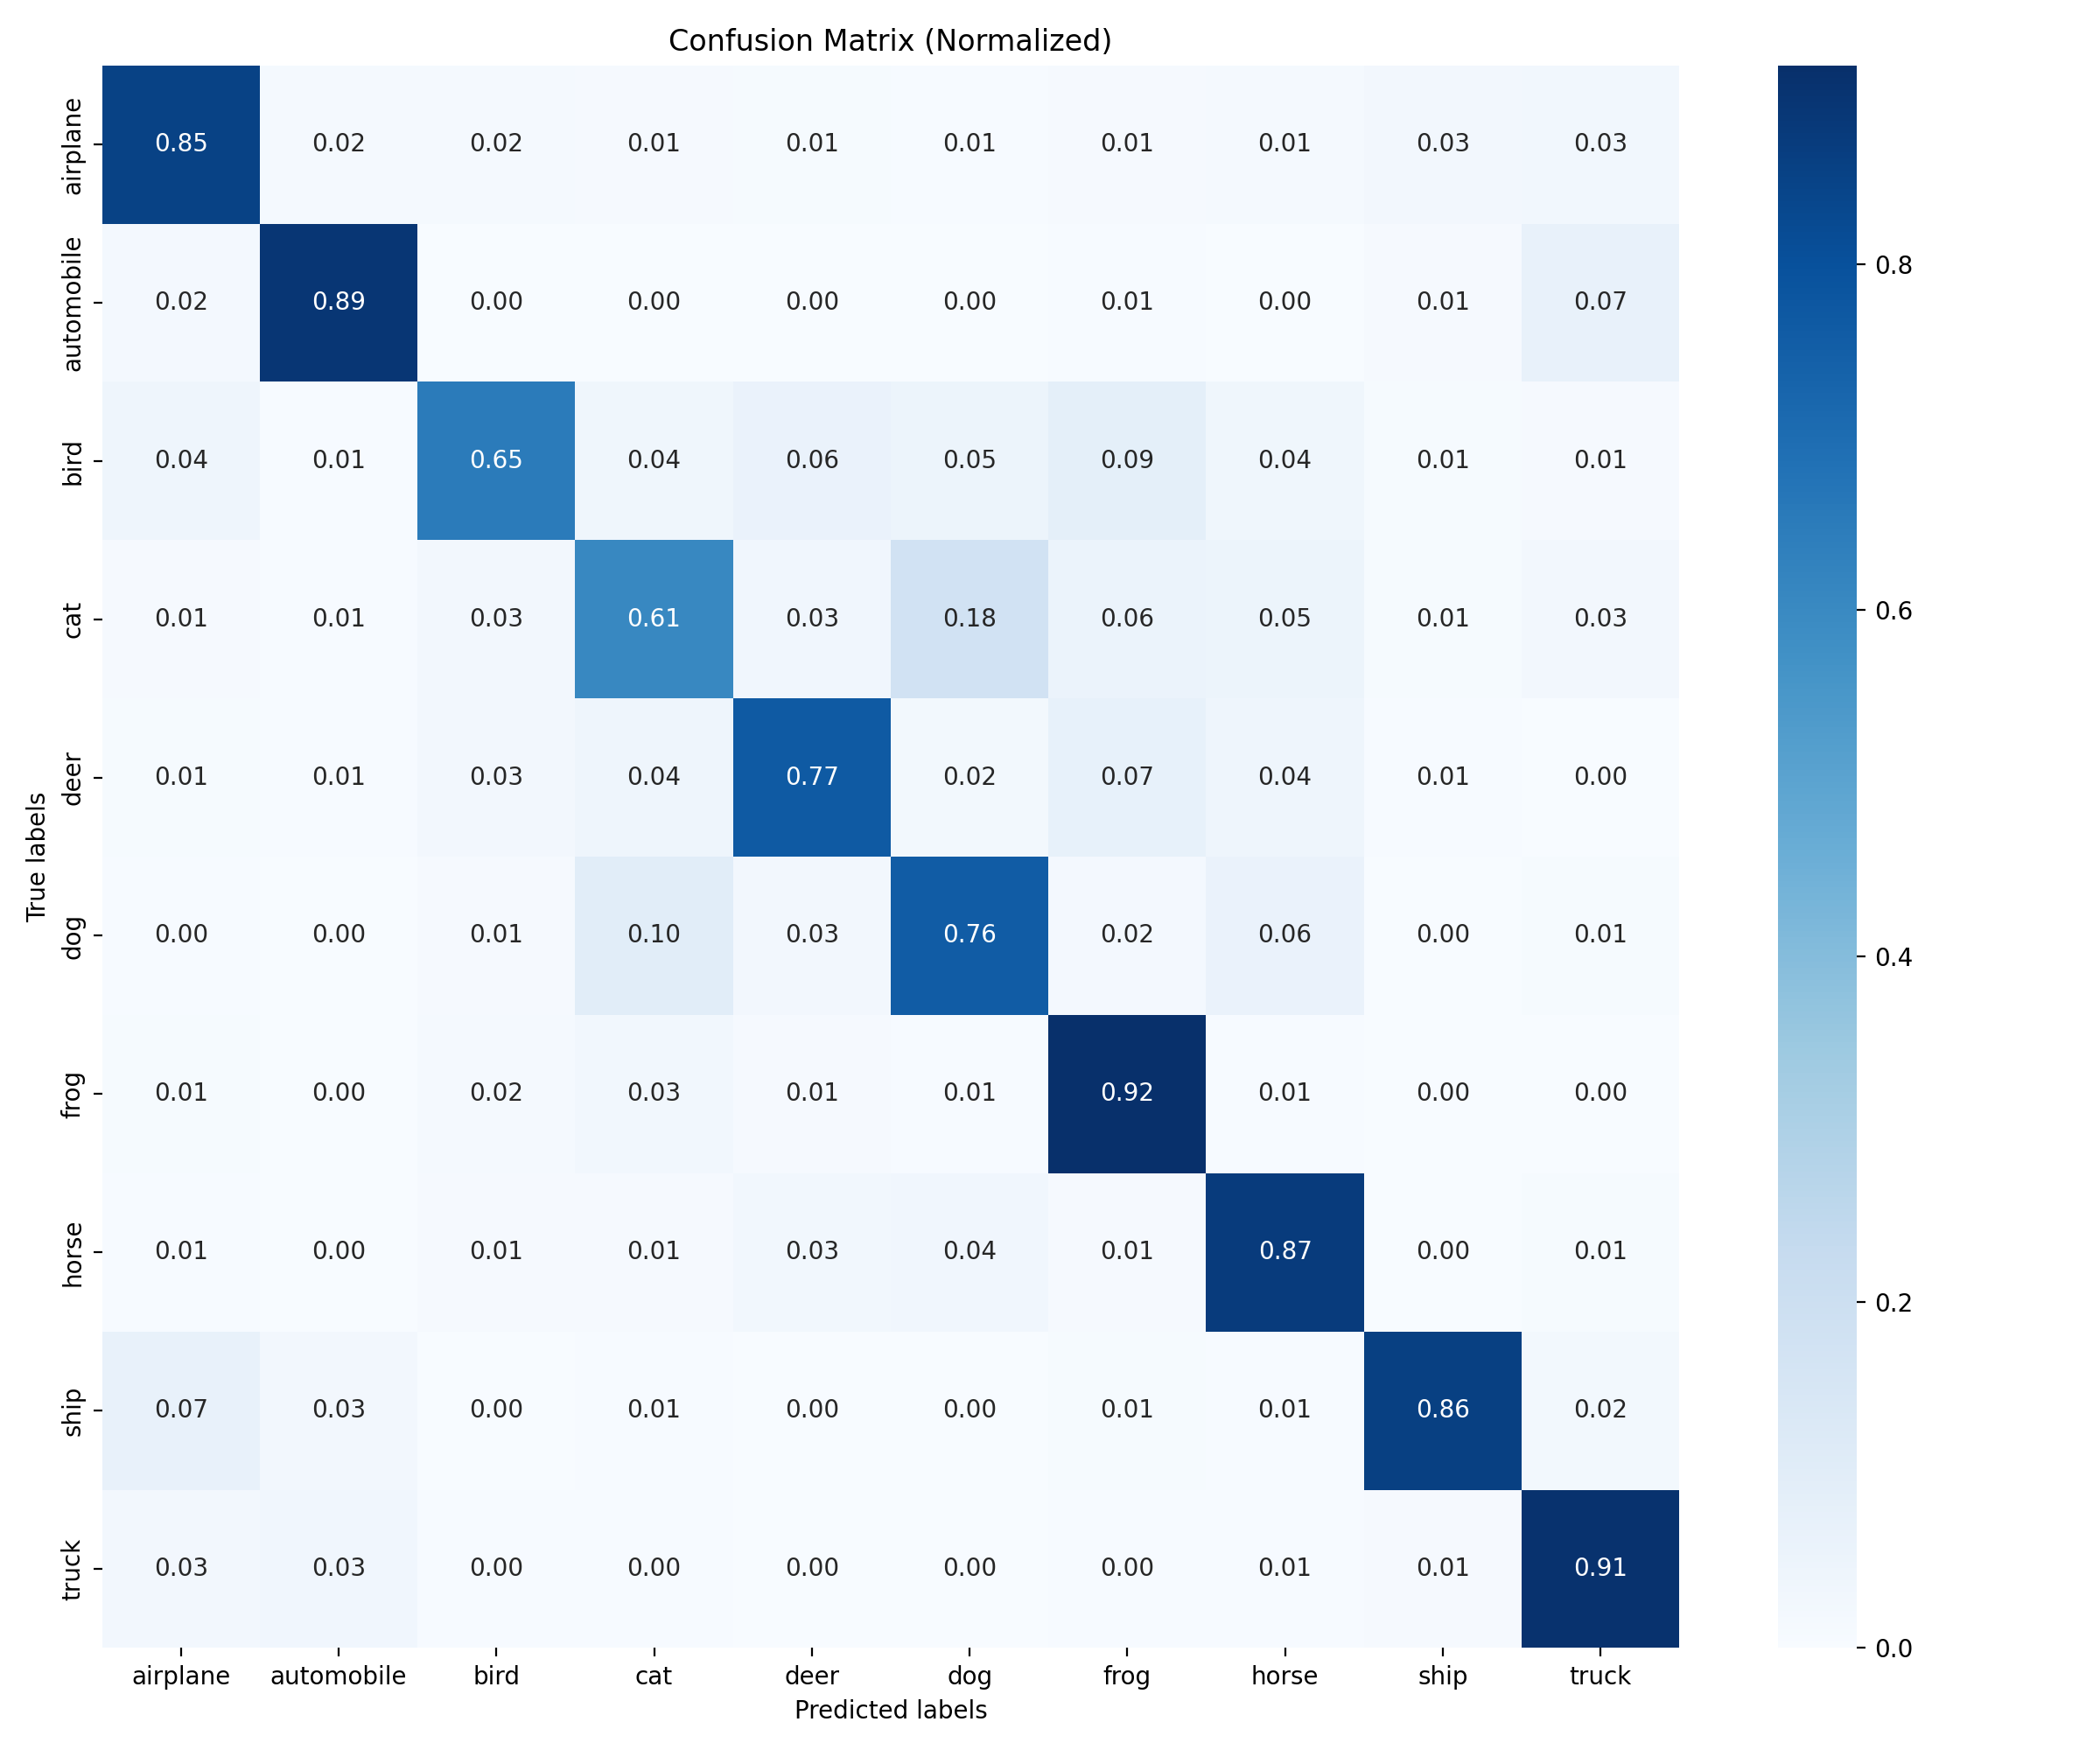 Confusion Matrix (Normalized)
airplane 0.85 0.02 0.02 0.01 0.01 0.01 0.01 0.01 0.03 0.03
automobile 0.02 0.89 0.00 0.00 0.00 0.00 0.01 0.00 0.01 0.07
bird 0.04 0.01 0.65 0.04 0.06 0.05 0.09 0.04 0.01 0.01
cat 0.01 0.01 0.03 0.61 0.03 0.18 0.06 0.05 0.01 0.03
deer 0.01 0.01 0.03 0.04 0.77 0.02 0.07 0.04 0.01 0.00
dog 0.00 0.00 0.01 0.10 0.03 0.76 0.02 0.06 0.00 0.01
frog 0.01 0.00 0.02 0.03 0.01 0.01 0.92 0.01 0.00 0.00
horse 0.01 0.00 0.01 0.01 0.03 0.04 0.01 0.87 0.00 0.01
ship 0.07 0.03 0.00 0.01 0.00 0.00 0.01 0.01 0.86 0.02
truck 0.03 0.03 0.00 0.00 0.00 0.00 0.00 0.01 0.01 0.91
airplane automobile bird cat deer dog frog horse ship truck
Predicted labels
True labels
0.8
0.6
0.4
0.2
0.0